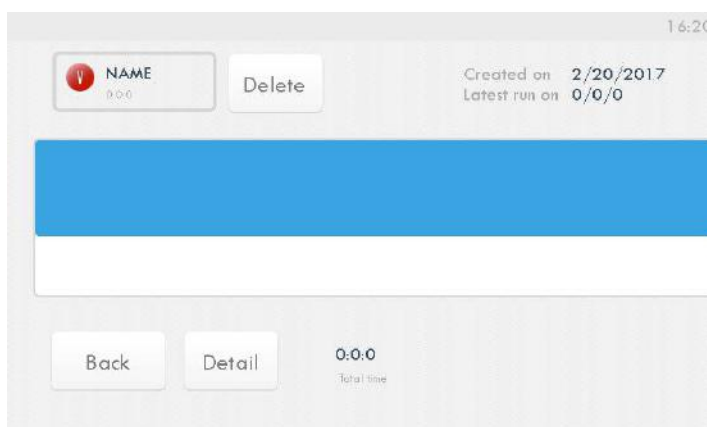 16:20
V NAME
0:0:0
Delete
Created on 2/20/2017
Latest run on 0/0/0
Back
Detail
0:0:0
Total time